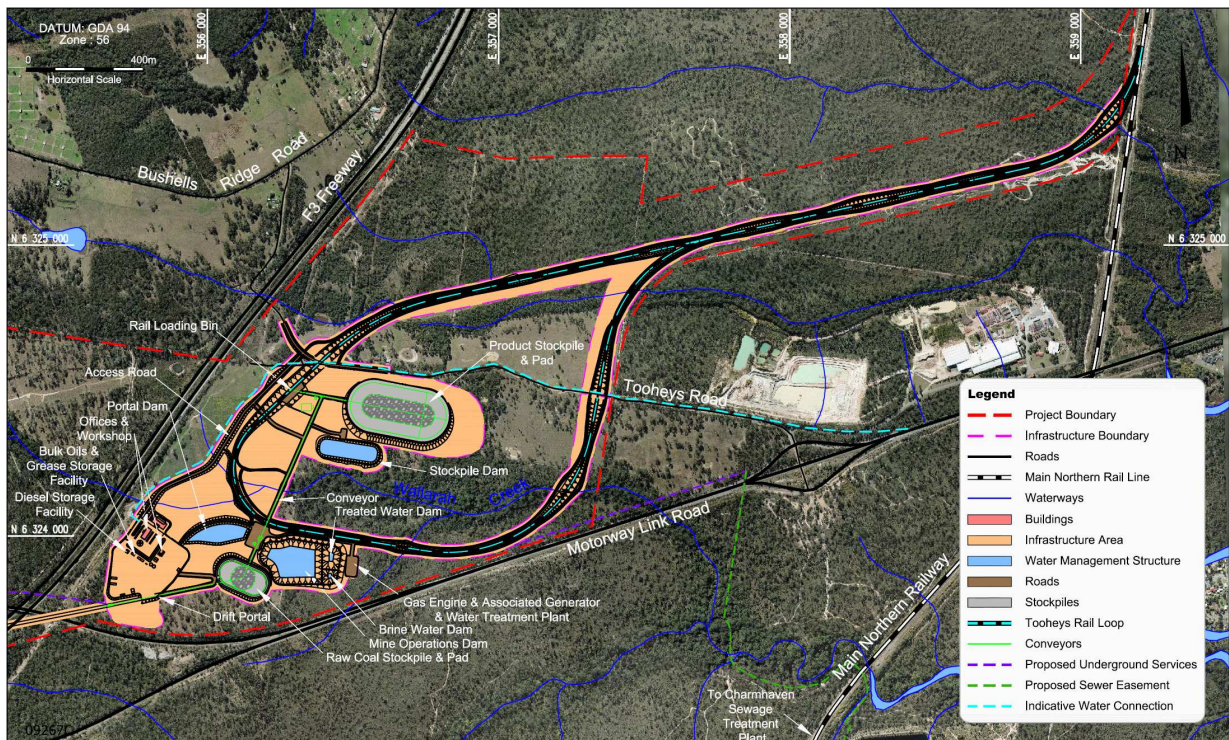 DATUM: GDA 94
Zone : 56
0 400m
Horizontal Scale
E 356 000
E 357 000
E 358 000
E 359 000
N
Bushells Ridge Road
F3 Freeway
N 6 325 000
N 6 325 000
Rail Loading Bin
Access Road
Portal Dam
Offices &
Workshop
Bulk Oils &
Grease Storage
Facility
Diesel Storage
Facility
N 6 324 000
Product Stockpile
& Pad
Tooheys Road
Stockpile Dam
Wallarah Creek
Conveyor
Treated Water Dam
Motorway Link Road
Drift Portal
Gas Engine & Associated Generator
& Water Treatment Plant
Brine Water Dam
Mine Operations Dam
Raw Coal Stockpile & Pad
Main Northern Railway
To Charmhaven
Sewage
Treatment
Plant
Legend
Project Boundary
Infrastructure Boundary
Roads
Main Northern Rail Line
Waterways
Buildings
Infrastructure Area
Water Management Structure
Roads
Stockpiles
Tooheys Rail Loop
Conveyors
Proposed Underground Services
Proposed Sewer Easement
Indicative Water Connection